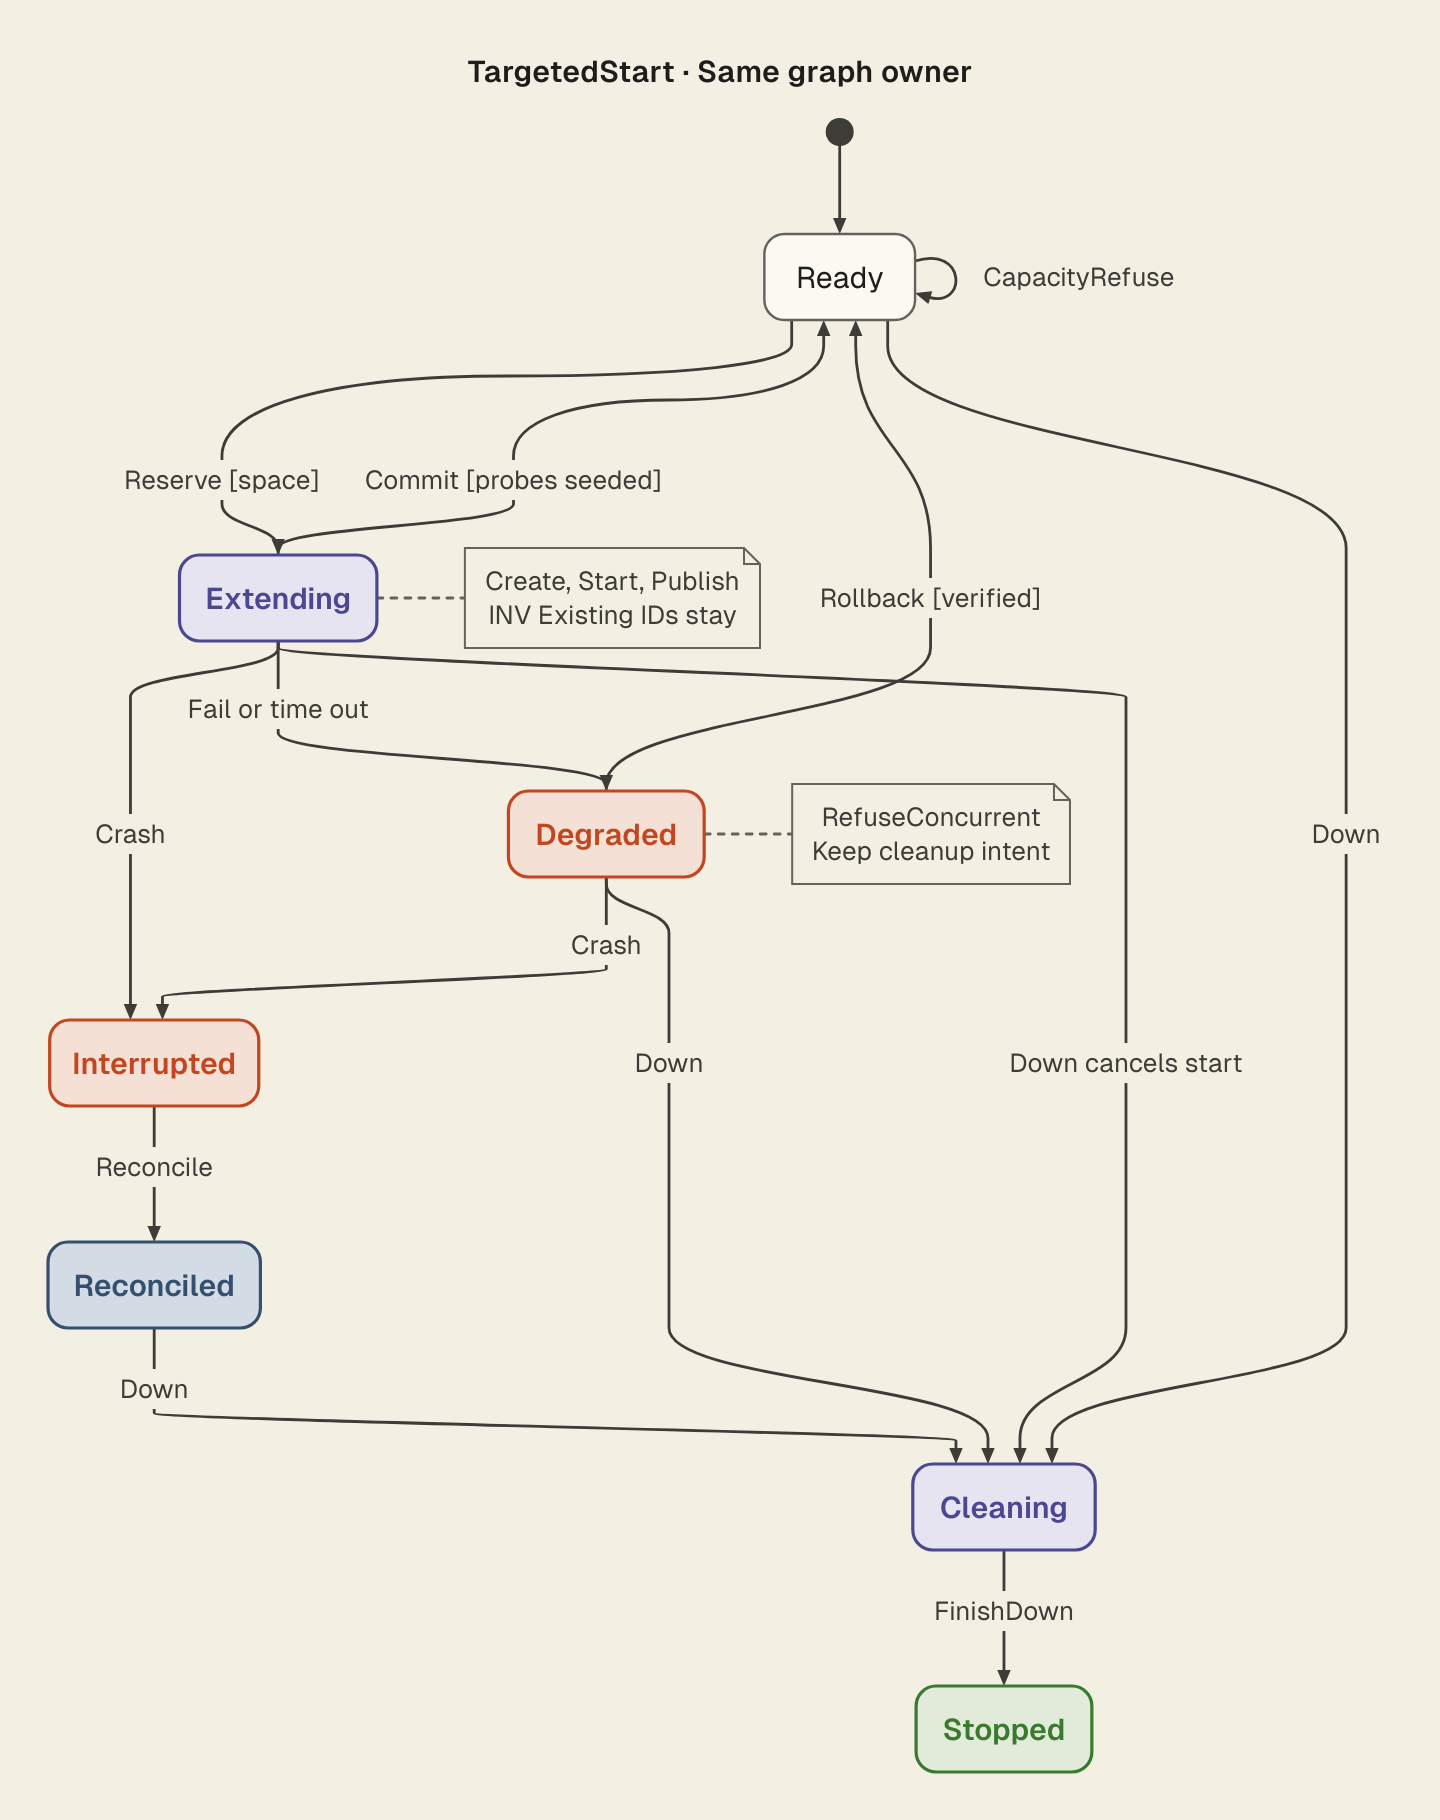 TargetedStart · Same graph owner
Ready
CapacityRefuse
Reserve [space]
Commit [probes seeded]
Extending
Create, Start, Publish
INV Existing IDs stay
Rollback [verified]
Fail or time out
Crash
Degraded
RefuseConcurrent
Keep cleanup intent
Down
Crash
Interrupted
Down
Down cancels start
Reconcile
Reconciled
Down
Cleaning
FinishDown
Stopped